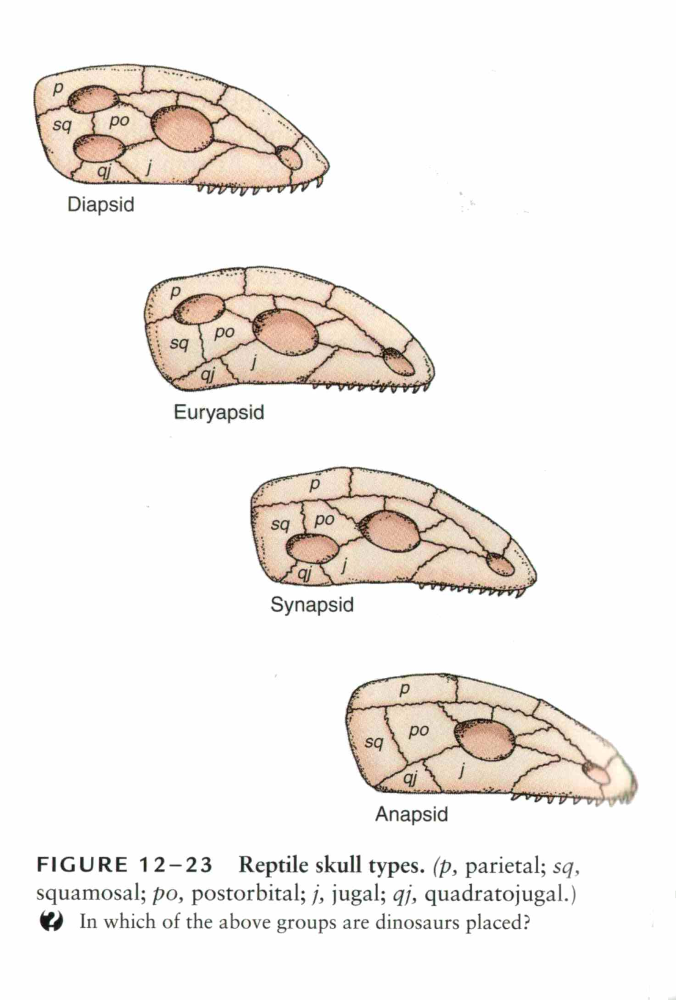 p
sq
po
qj
j
Diapsid
p
sq
po
j
qj
Euryapsid
p
sq
po
qj
j
Synapsid
p
sq
po
qj
j
Anapsid
FIGURE 12–23 Reptile skull types. (p, parietal; sq,
squamosal; po, postorbital; j, jugal; qj, quadratojugal.)
? In which of the above groups are dinosaurs placed?